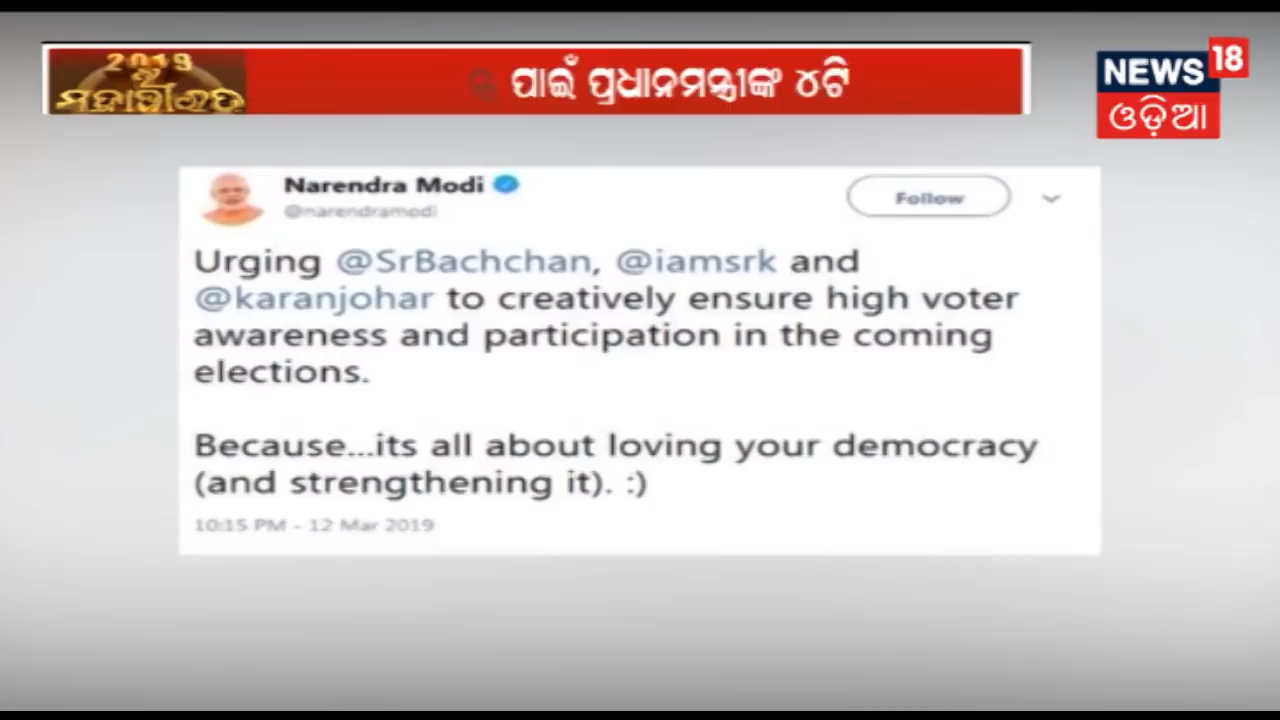 2019 ର
ମହାଭାରତ
ପାଇଁ ପ୍ରଧାନମନ୍ତ୍ରୀଙ୍କ ୪ଟି
NEWS 18
ଓଡ଼ିଆ
Narendra Modi
@narendramodi
Follow
Urging @SrBachchan, @iamsrk and
@karanjohar to creatively ensure high voter
awareness and participation in the coming
elections.
Because...its all about loving your democracy
(and strengthening it). :)
10:15 PM - 12 Mar 2019